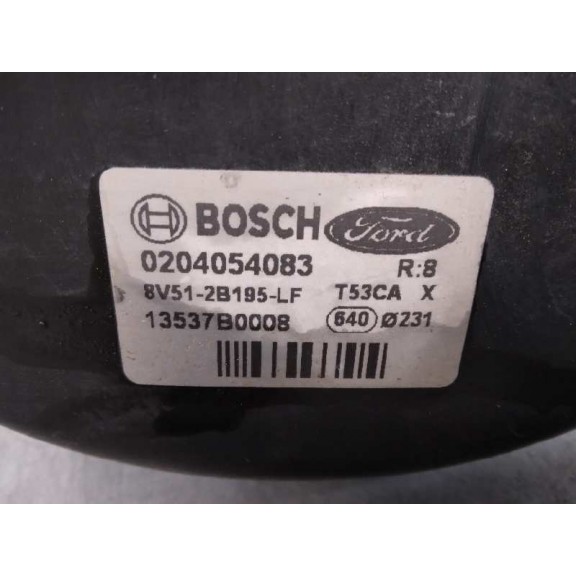 BOSCH Ford
0204054083 R:8
8V51-2B195-LF T53CA X
13537B0008 640 Ø231